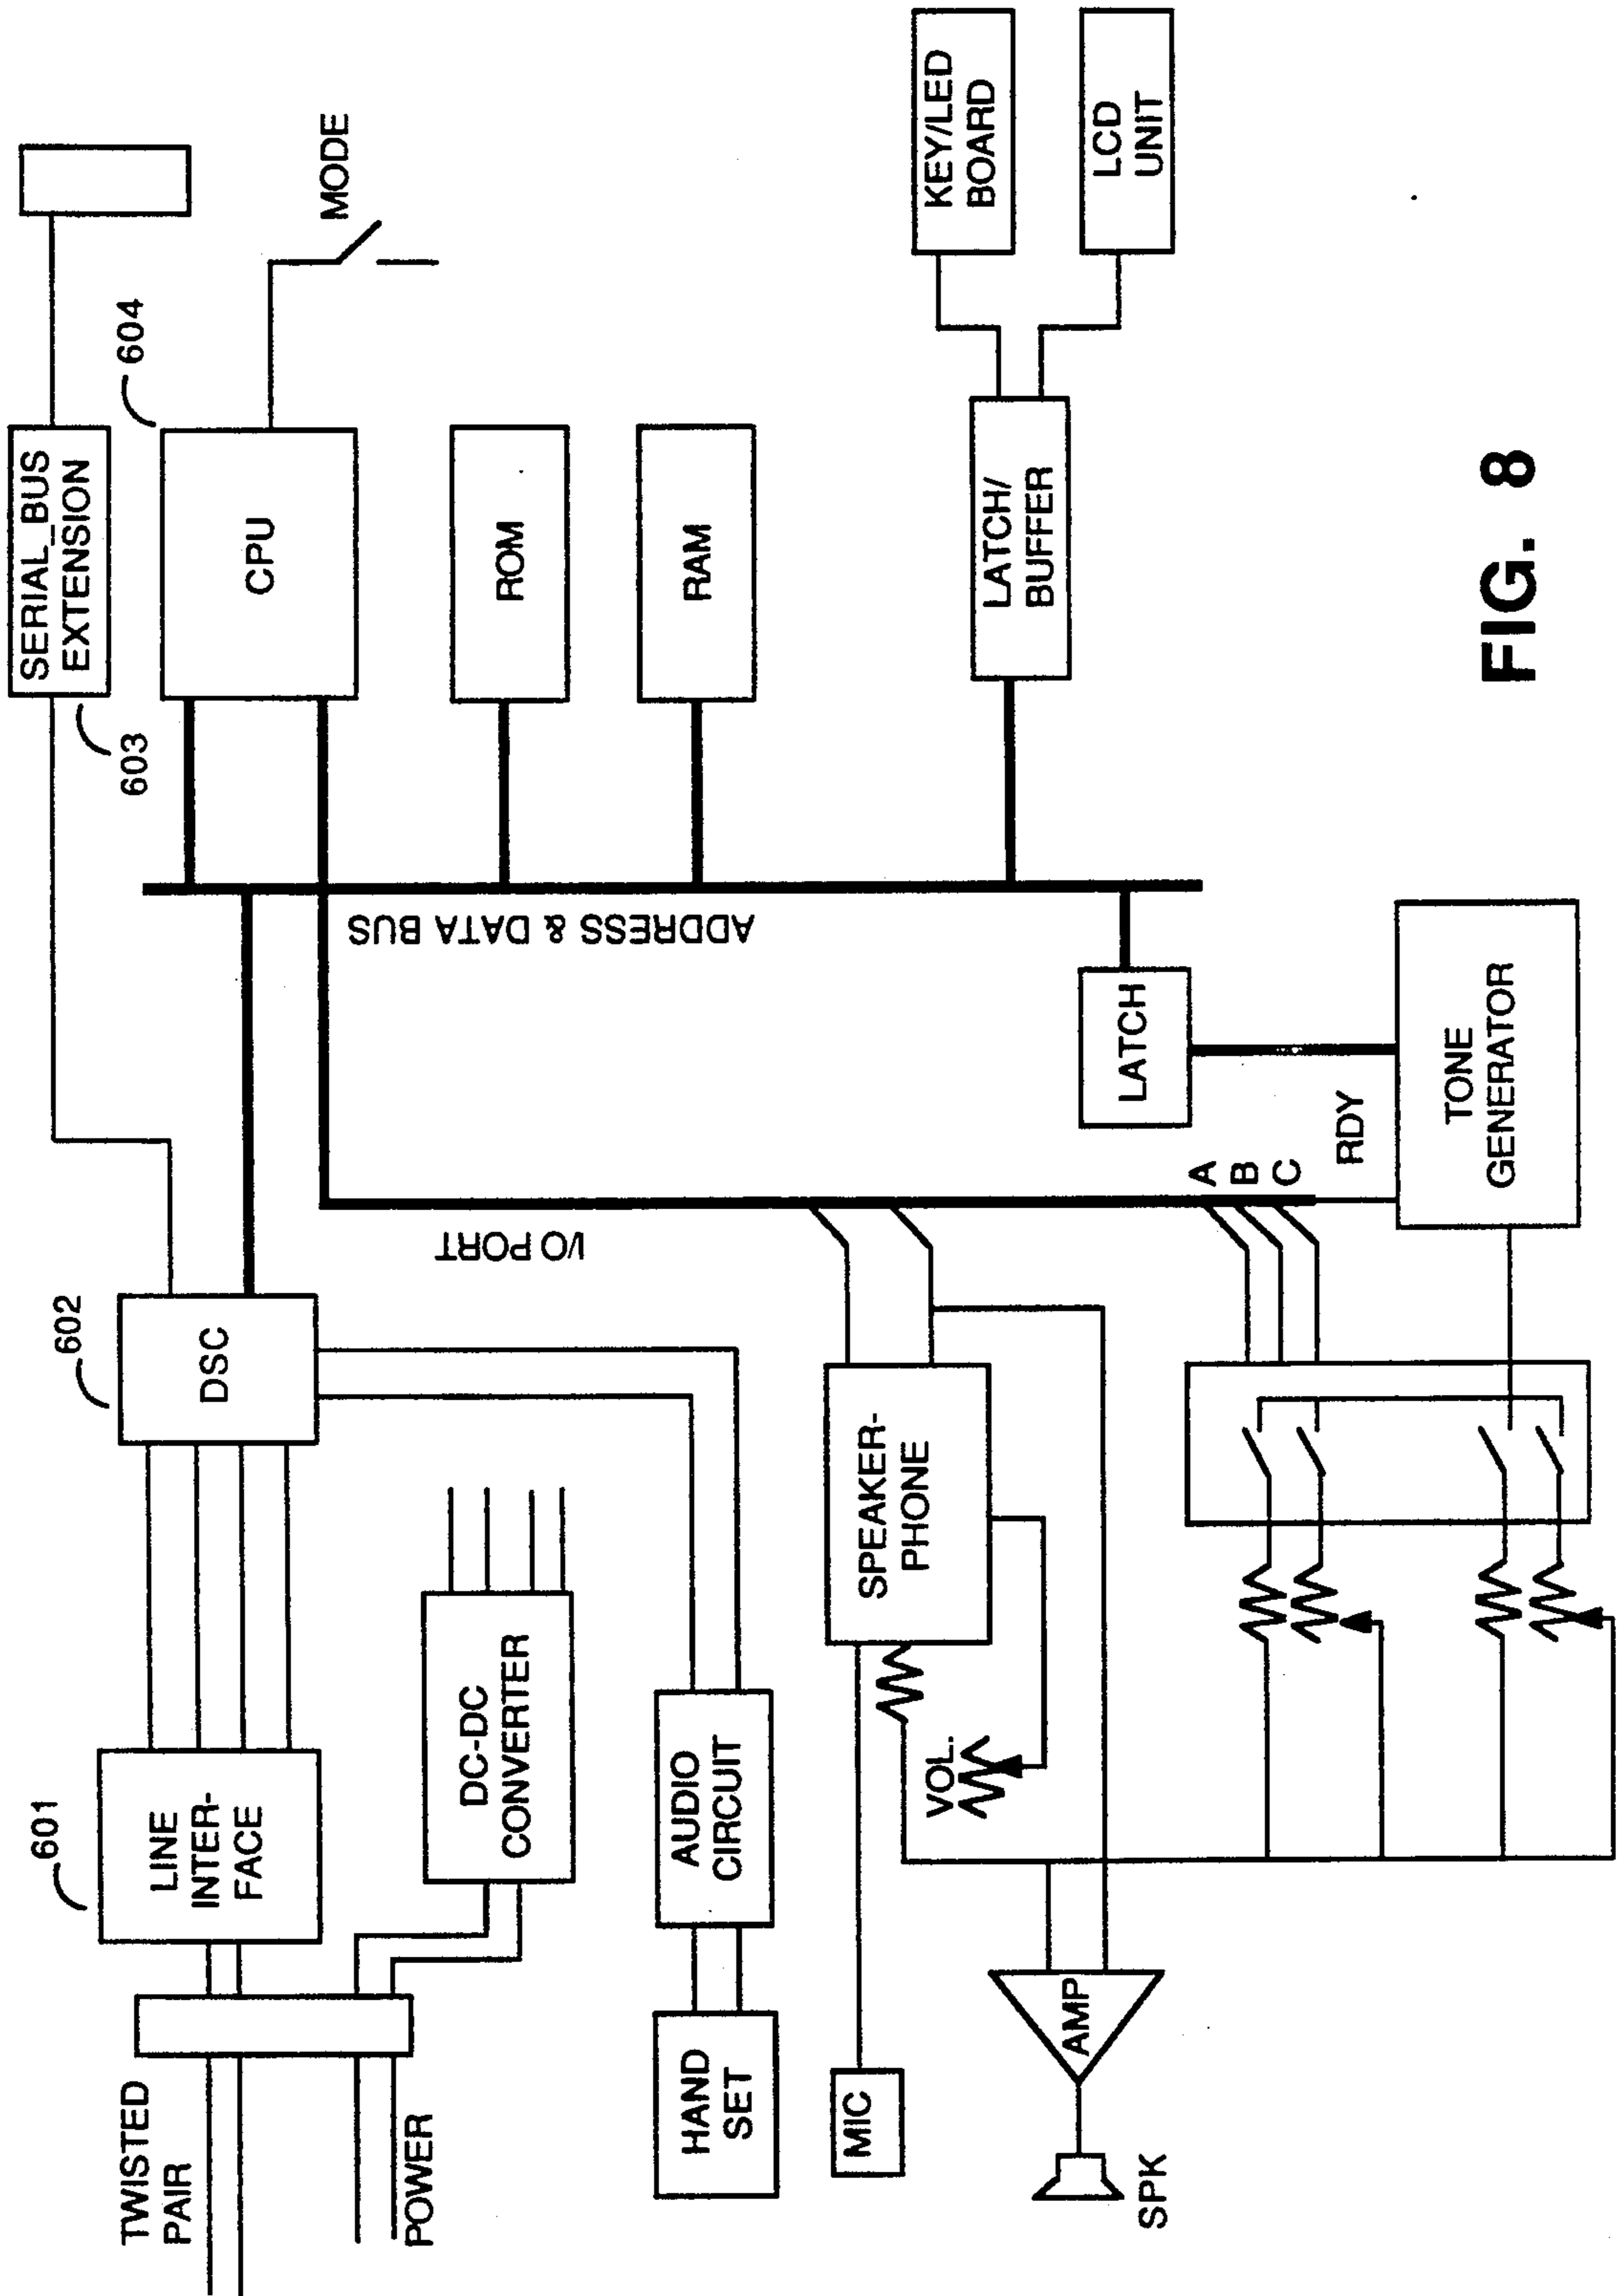 TWISTED
PAIR
POWER
601
LINE
INTER-
FACE
602
DSC
603
SERIAL_BUS
EXTENSION
604
CPU
MODE
DC-DC
CONVERTER
ROM
RAM
ADDRESS & DATA BUS
I/O PORT
HAND
SET
AUDIO
CIRCUIT
MIC
SPEAKER-
PHONE
VOL.
AMP
SPK
LATCH/
BUFFER
KEY/LED
BOARD
LCD
UNIT
LATCH
A
B
C
RDY
TONE
GENERATOR
FIG. 8